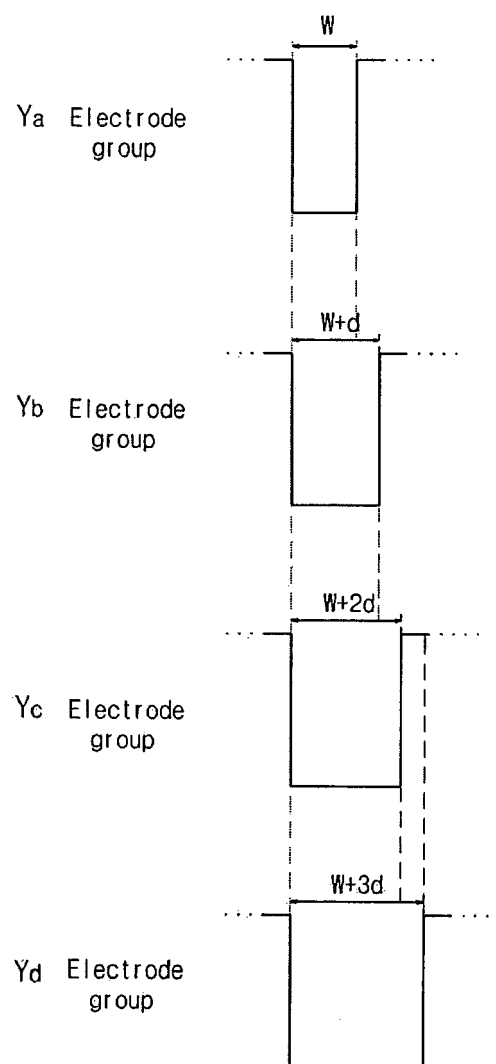 W
Ya Electrode
group
W+d
Yb Electrode
group
W+2d
Yc Electrode
group
W+3d
Yd Electrode
group